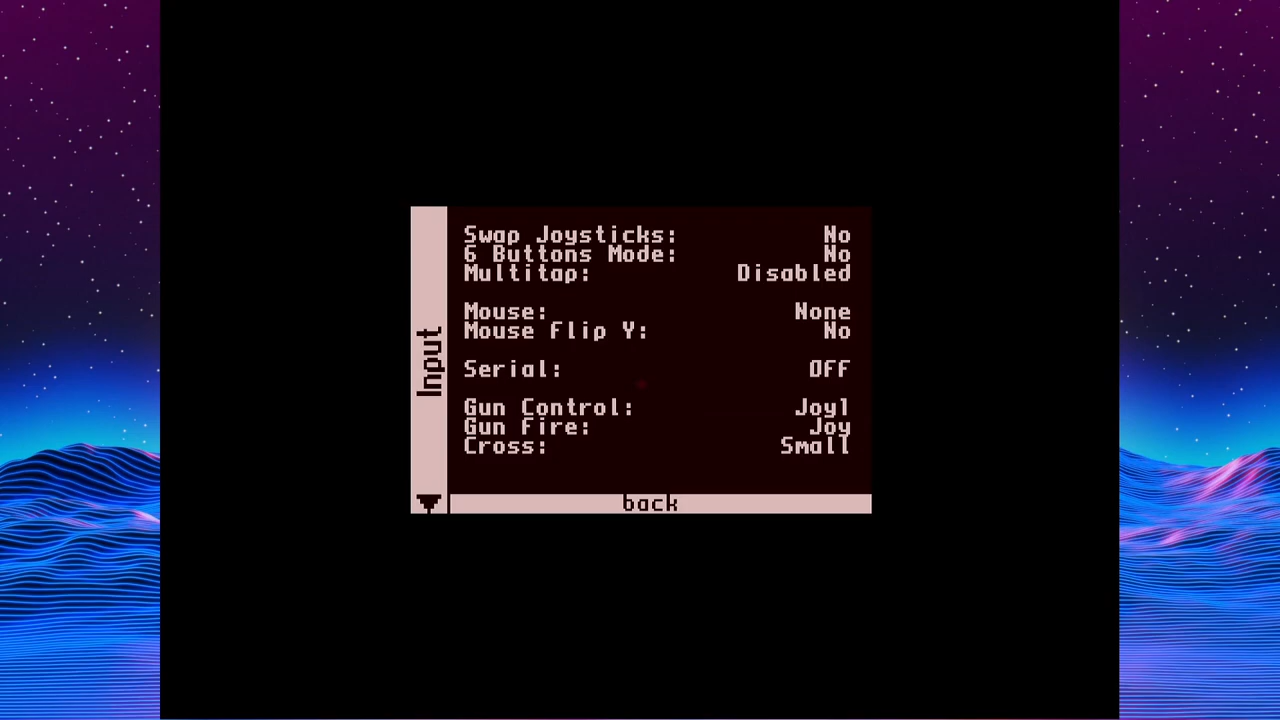 Input
Swap Joysticks: No
6 Buttons Mode: No
Multitap: Disabled
Mouse: None
Mouse Flip Y: No
Serial: OFF
Gun Control: Joy1
Gun Fire: Joy
Cross: Small
back